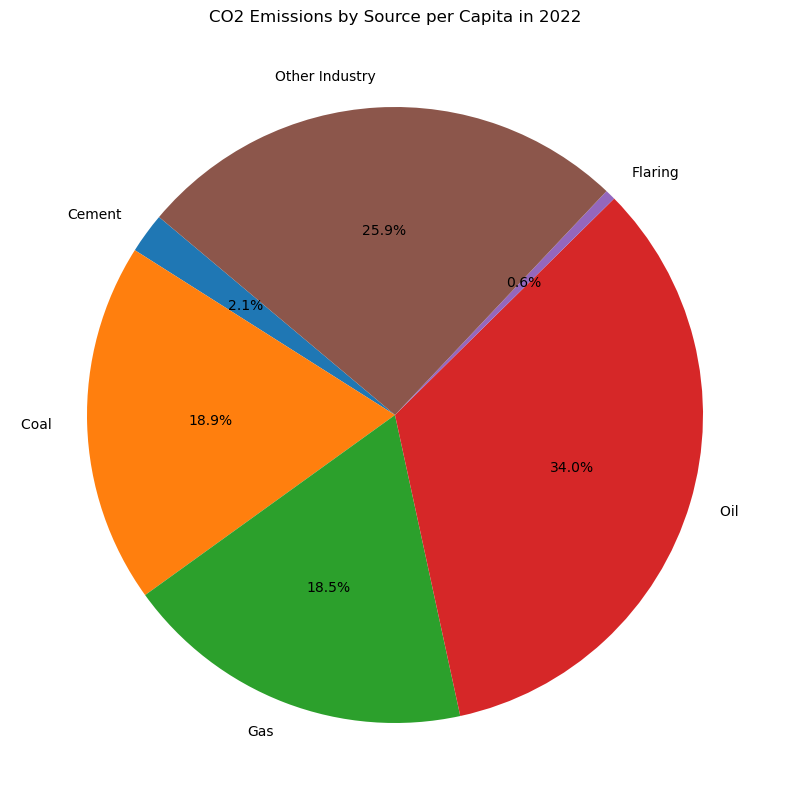 CO2 Emissions by Source per Capita in 2022
Other Industry
Flaring
Cement
25.9%
0.6%
2.1%
Coal
18.9%
34.0%
Oil
18.5%
Gas